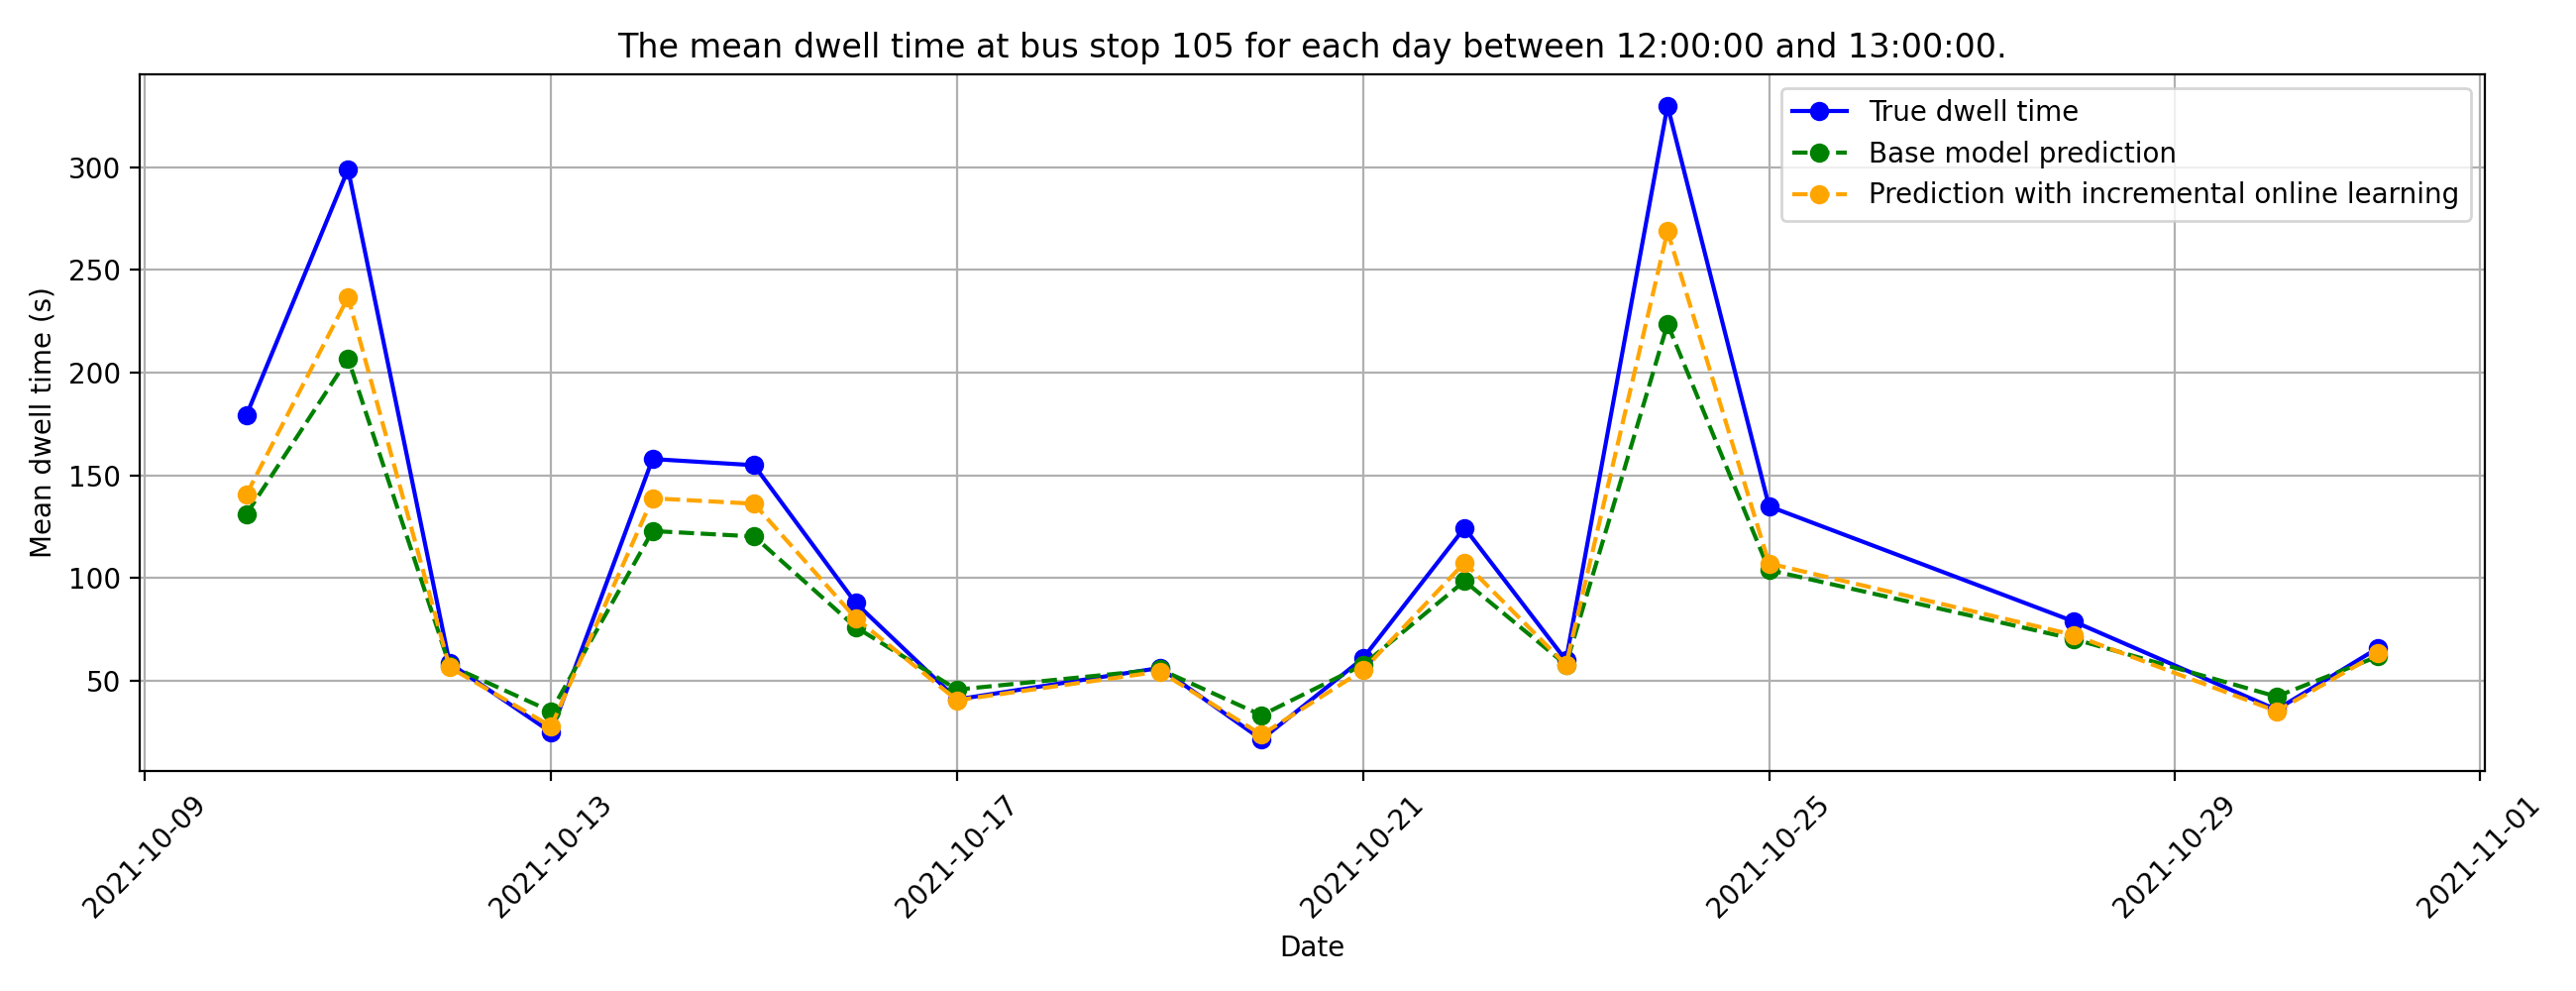 The mean dwell time at bus stop 105 for each day between 12:00:00 and 13:00:00.
True dwell time
Base model prediction
Prediction with incremental online learning
Mean dwell time (s)
300
250
200
150
100
50
2021-10-09
2021-10-13
2021-10-17
2021-10-21
2021-10-25
2021-10-29
2021-11-01
Date